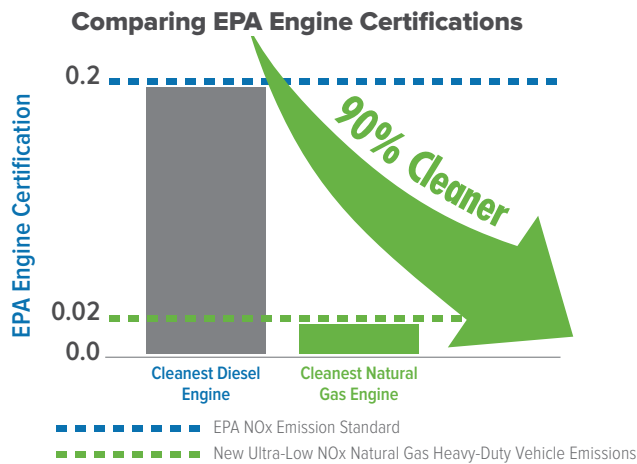 Comparing EPA Engine Certifications
EPA Engine Certification
0.2
90% Cleaner
0.02
0.0
Cleanest Diesel
Engine
Cleanest Natural
Gas Engine
EPA NOx Emission Standard
New Ultra-Low NOx Natural Gas Heavy-Duty Vehicle Emissions